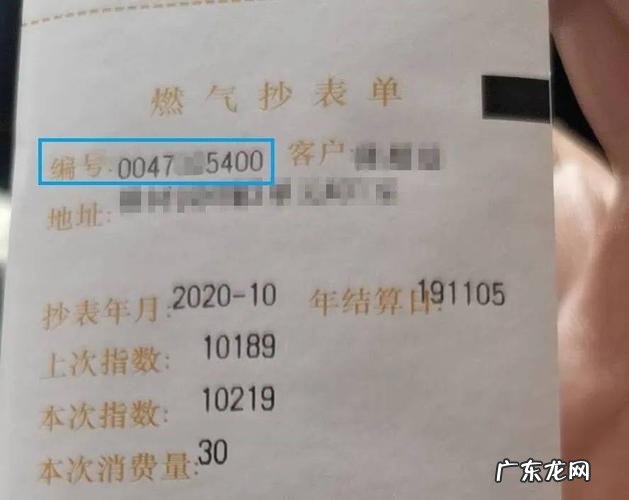 燃气抄表单
编号:0047 5400 客户:
地址:
抄表年月:2020-10 年结算日:191105
上次指数: 10189
本次指数: 10219
本次消费量:30
广东龙网